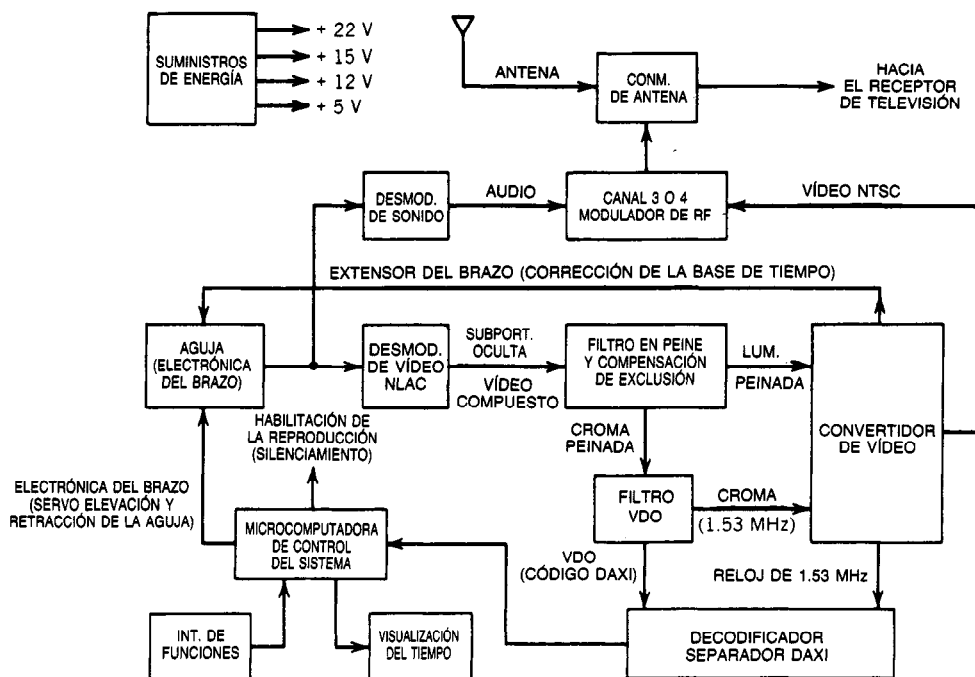 SUMINISTROS
DE ENERGÍA
+ 22 V
+ 15 V
+ 12 V
+ 5 V
ANTENA
CONM.
DE ANTENA
HACIA
EL RECEPTOR
DE TELEVISIÓN
DESMOD.
DE SONIDO
AUDIO
CANAL 3 O 4
MODULADOR DE RF
VÍDEO NTSC
EXTENSOR DEL BRAZO (CORRECCIÓN DE LA BASE DE TIEMPO)
AGUJA
(ELECTRÓNICA
DEL BRAZO)
DESMOD.
DE VÍDEO
NLAC
SUBPORT.
OCULTA
VÍDEO
COMPUESTO
FILTRO EN PEINE
Y COMPENSACIÓN
DE EXCLUSIÓN
LUM.
PEINADA
CONVERTIDOR
DE VÍDEO
CROMA
PEINADA
HABILITACIÓN DE
LA REPRODUCCIÓN
(SILENCIAMIENTO)
ELECTRÓNICA DEL BRAZO
(SERVO ELEVACIÓN Y
RETRACCIÓN DE LA AGUJA)
MICROCOMPUTADORA
DE CONTROL
DEL SISTEMA
FILTRO
VDO
CROMA
(1.53 MHz)
VDO
(CÓDIGO DAXI)
RELOJ DE 1.53 MHz
INT. DE
FUNCIONES
VISUALIZACIÓN
DEL TIEMPO
DECODIFICADOR
SEPARADOR DAXI